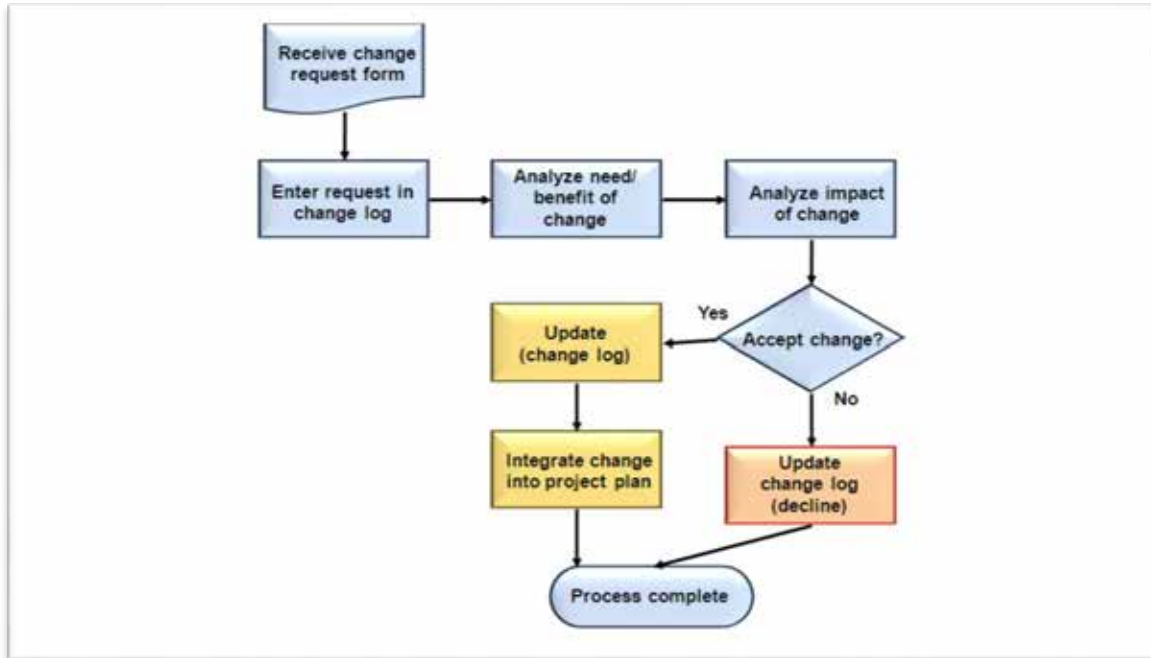 Receive change
request form
Enter request in
change log
Analyze need/
benefit of
change
Analyze impact
of change
Accept change?
Yes
Update
(change log)
Integrate change
into project plan
No
Update
change log
(decline)
Process complete